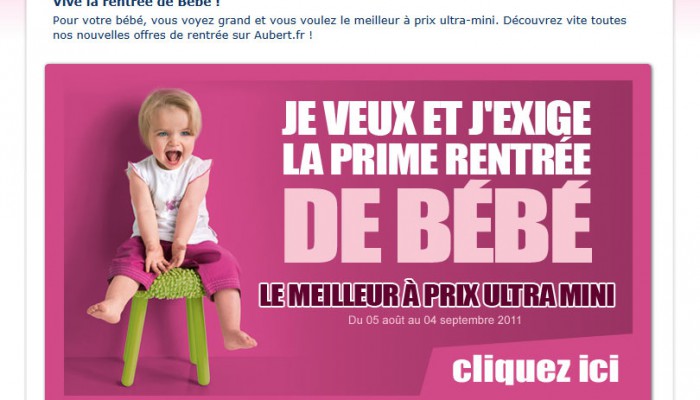 Vive la rentrée de Bébé !
Pour votre bébé, vous voyez grand et vous voulez le meilleur à prix ultra-mini. Découvrez vite toutes
nos nouvelles offres de rentrée sur Aubert.fr !
JE VEUX ET J'EXIGE
LA PRIME RENTRÉE
DE BÉBÉ
LE MEILLEUR À PRIX ULTRA MINI
Du 05 août au 04 septembre 2011
cliquez ici